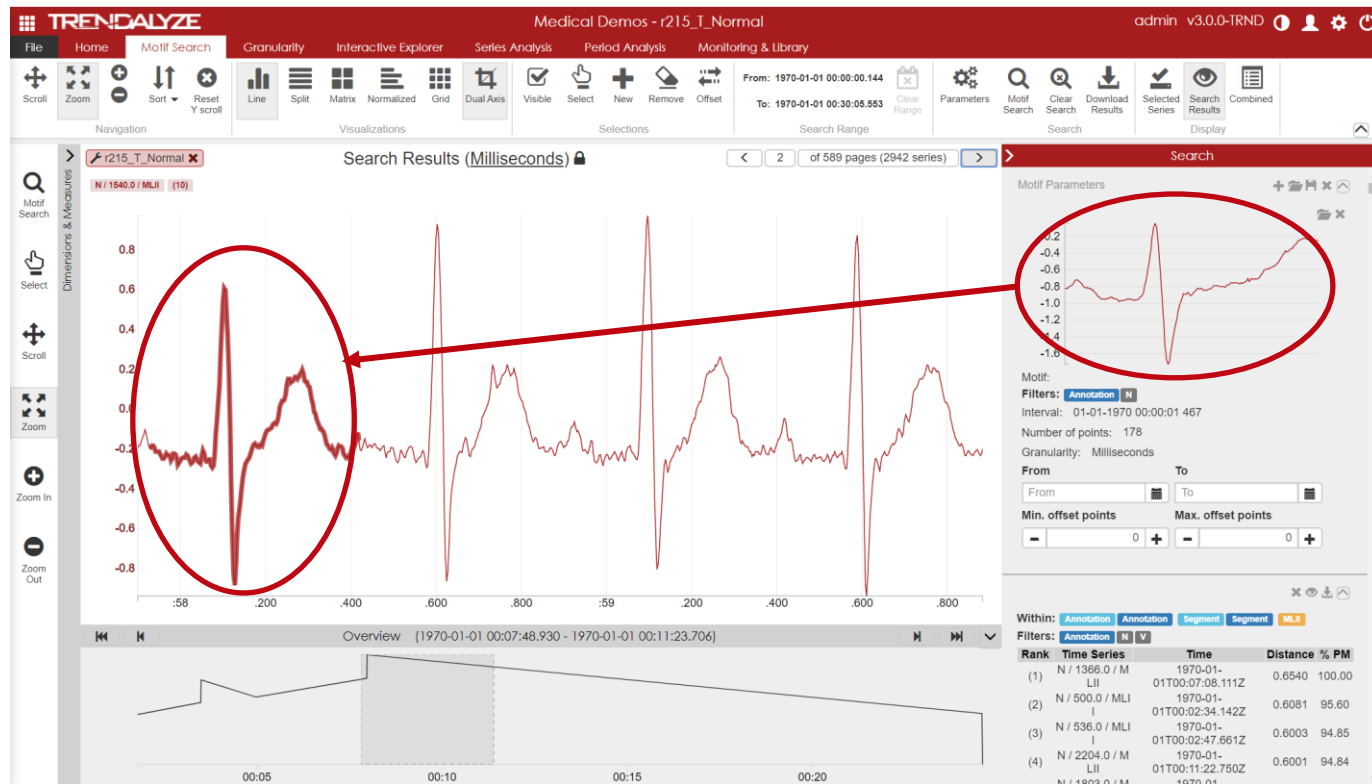 TRENDALYZE
Medical Demos - r215_T_Normal
admin v3.0.0-TRND
File Home Motif Search Granularity Interactive Explorer Series Analysis Period Analysis Monitoring & Library
Scroll Zoom Sort Reset Y scroll
Navigation
Line Split Matrix Normalized Grid Dual Axis
Visualizations
Visible Select New Remove Offset
Selections
From: 1970-01-01 00:00:00.144
To: 1970-01-01 00:30:05.553
Clear Range
Search Range
Parameters
Motif Search Clear Search Download Results
Search
Selected Series Search Results Combined
Display
Motif Search
Select
Scroll
Zoom
Zoom In
Zoom Out
Dimensions & Measures
r215_T_Normal
Search Results (Milliseconds)
2 of 589 pages (2942 series)
N / 1540.0 / MLII (10)
0.8
0.6
0.4
0.2
0.0
-0.2
-0.4
-0.6
-0.8
:58 .200 .400 .600 .800 :59 .200 .400 .600 .800
Overview (1970-01-01 00:07:48.930 - 1970-01-01 00:11:23.706)
00:05 00:10 00:15 00:20
Search
Motif Parameters
-0.2
-0.4
-0.6
-0.8
-1.0
-1.2
-1.4
-1.6
Motif:
Filters: Annotation N
Interval: 01-01-1970 00:00:01 467
Number of points: 178
Granularity: Milliseconds
From To
From To
Min. offset points Max. offset points
0 0
Within: Annotation Annotation Segment Segment MLII
Filters: Annotation N V
Rank Time Series Time Distance % PM
(1) N / 1366.0 / MLII 1970-01-01T00:07:08.111Z 0.6540 100.00
(2) N / 500.0 / MLII 1970-01-01T00:02:34.142Z 0.6081 95.60
(3) N / 536.0 / MLII 1970-01-01T00:02:47.661Z 0.6003 94.85
(4) N / 2204.0 / MLII 1970-01-01T00:11:22.750Z 0.6001 94.84
N / 1803.0 / M 1970-01-